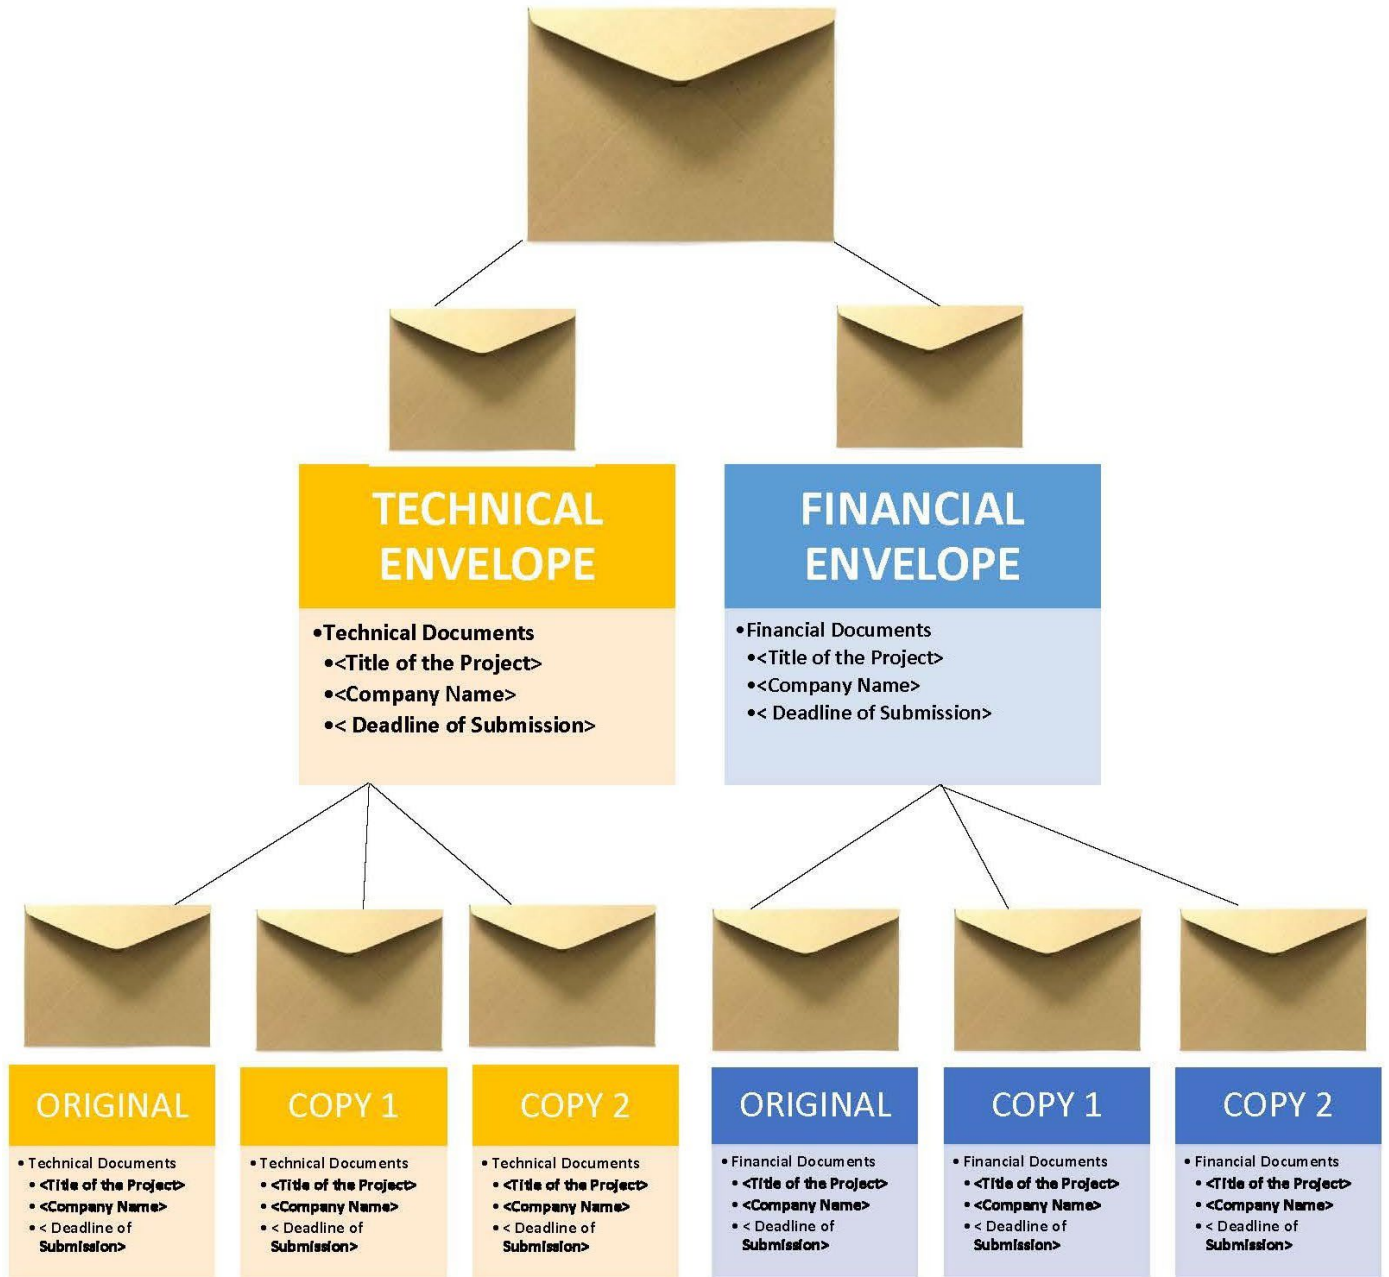 TECHNICAL
ENVELOPE
•Technical Documents
•<Title of the Project>
•<Company Name>
•< Deadline of Submission>
FINANCIAL
ENVELOPE
•Financial Documents
•<Title of the Project>
•<Company Name>
•< Deadline of Submission>
ORIGINAL
• Technical Documents
• <Title of the Project>
• <Company Name>
• < Deadline of
Submission>
COPY 1
• Technical Documents
• <Title of the Project>
• <Company Name>
• < Deadline of
Submission>
COPY 2
• Technical Documents
• <Title of the Project>
• <Company Name>
• < Deadline of
Submission>
ORIGINAL
• Financial Documents
• <Title of the Project>
• <Company Name>
• < Deadline of
Submission>
COPY 1
• Financial Documents
• <Title of the Project>
• <Company Name>
• < Deadline of
Submission>
COPY 2
• Financial Documents
• <Title of the Project>
• <Company Name>
• < Deadline of
Submission>